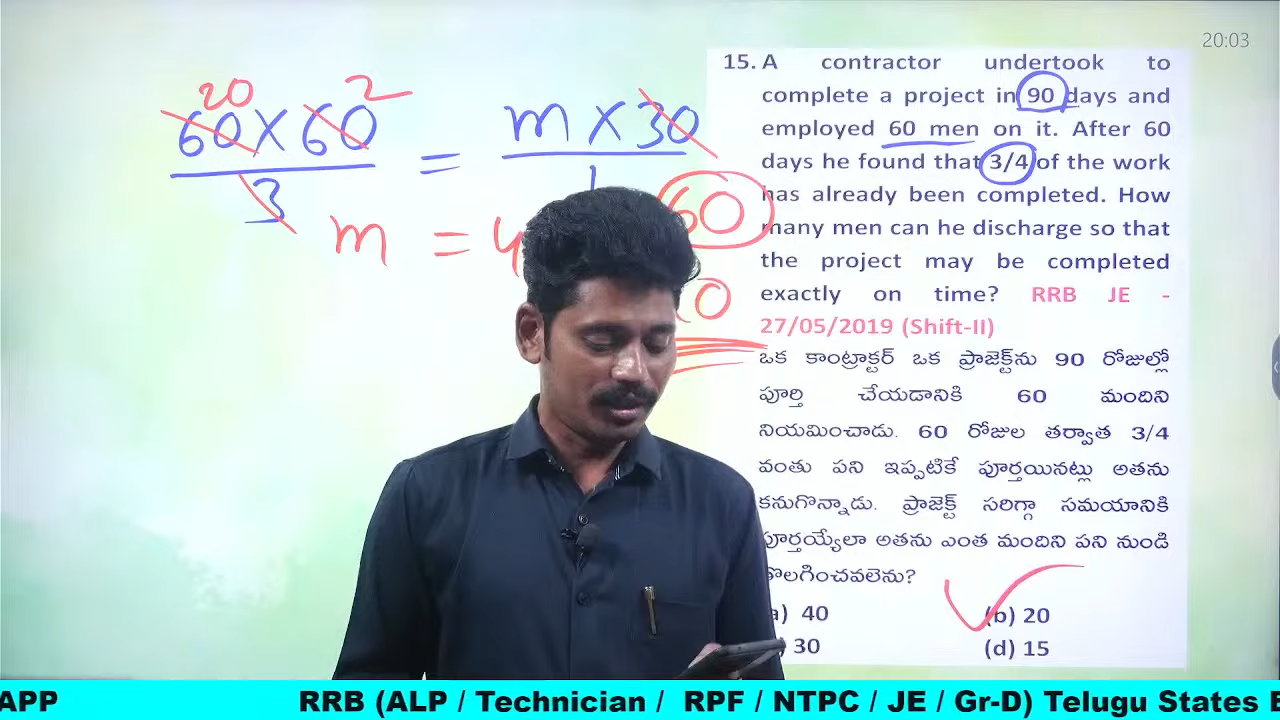 20:03
20 2
60 × 60 = m × 30
3 1
m = 4
60
0
15. A contractor undertook to
complete a project in 90 days and
employed 60 men on it. After 60
days he found that 3/4 of the work
has already been completed. How
many men can he discharge so that
the project may be completed
exactly on time? RRB JE -
27/05/2019 (Shift-II)
ఒక కాంట్రాక్టర్ ఒక ప్రాజెక్ట్‌ను 90 రోజుల్లో
పూర్తి చేయడానికి 60 మందిని
నియమించాడు. 60 రోజుల తర్వాత 3/4
వంతు పని ఇప్పటికే పూర్తయినట్లు అతను
కనుగొన్నాడు. ప్రాజెక్ట్ సరిగ్గా సమయానికి
పూర్తయ్యేలా అతను ఎంత మందిని పని నుండి
తొలగించవలెను?
a) 40 (b) 20
) 30 (d) 15
APP RRB (ALP / Technician / RPF / NTPC / JE / Gr-D) Telugu States